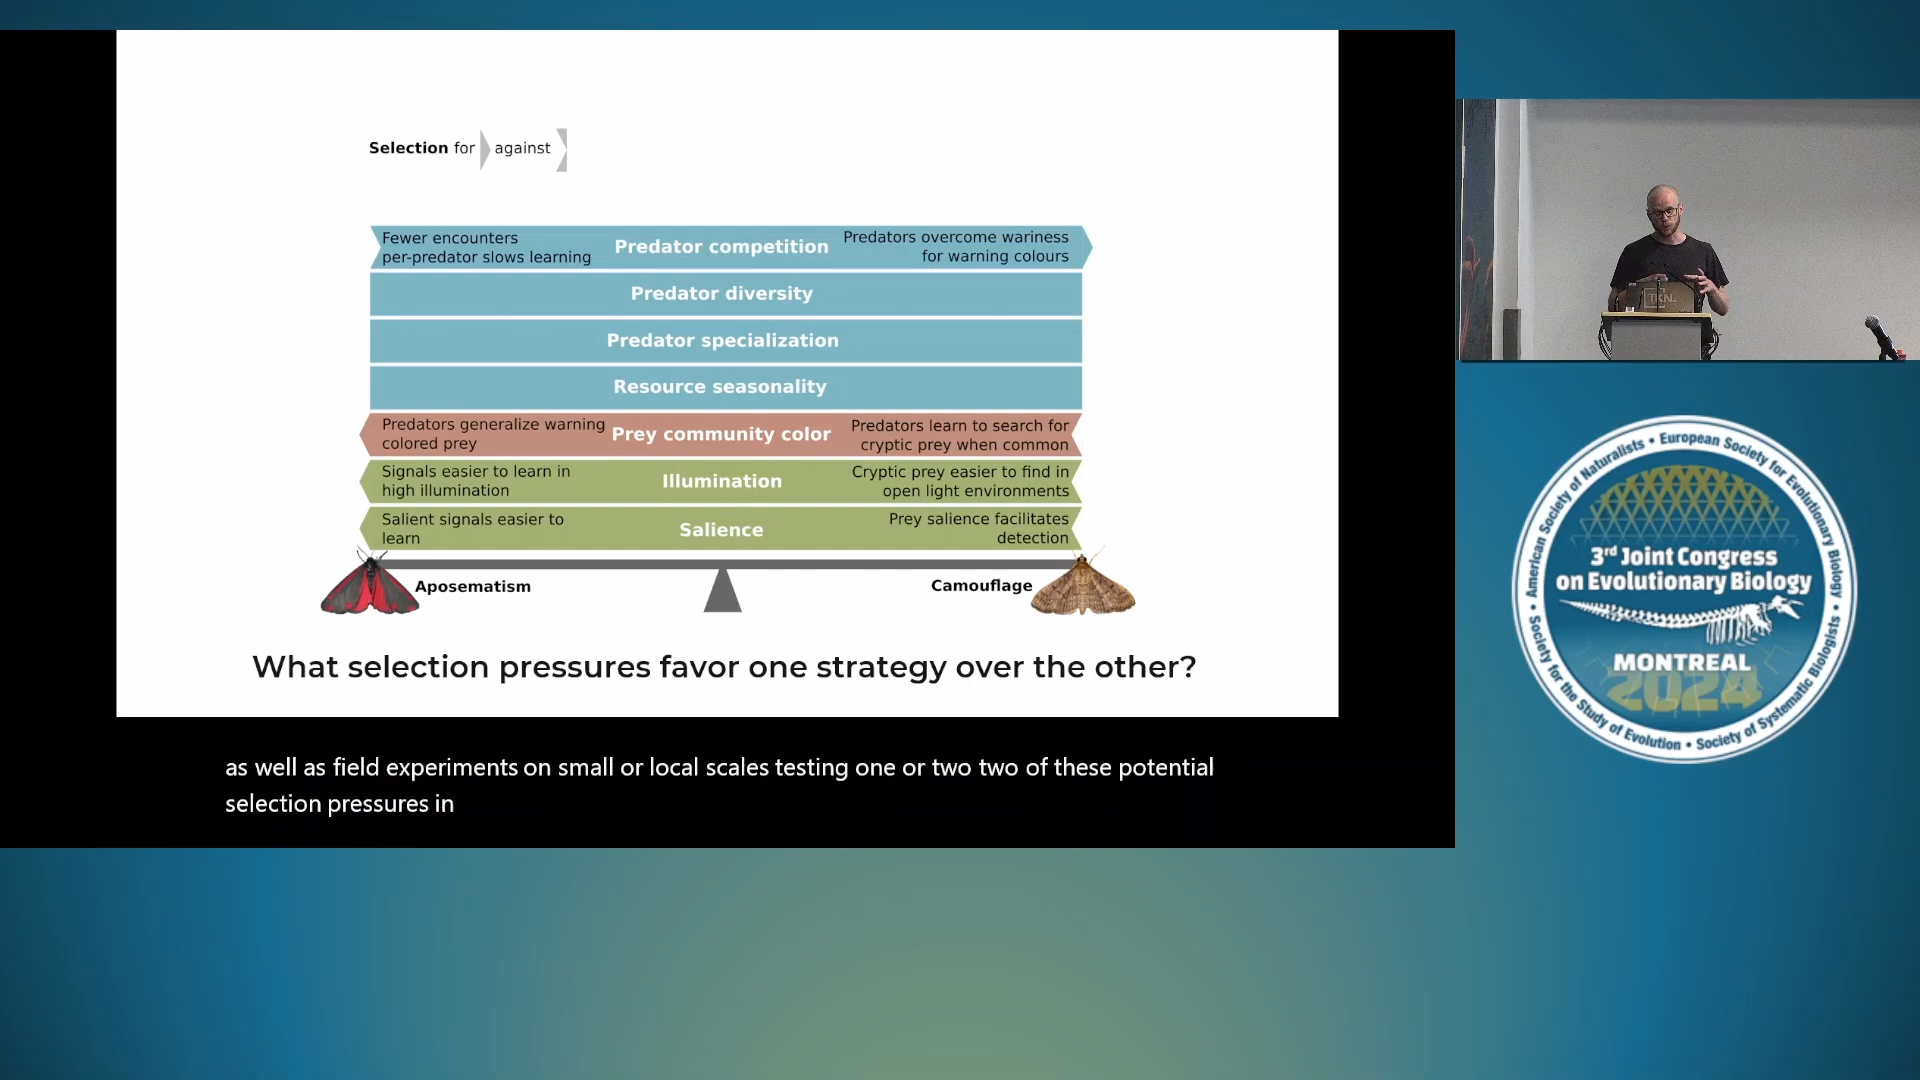 Selection for against
Fewer encounters
per-predator slows learning
Predator competition
Predators overcome wariness
for warning colours
Predator diversity
Predator specialization
Resource seasonality
Predators generalize warning
colored prey
Prey community color
Predators learn to search for
cryptic prey when common
Signals easier to learn in
high illumination
Illumination
Cryptic prey easier to find in
open light environments
Salient signals easier to
learn
Salience
Prey salience facilitates
detection
Aposematism
Camouflage
What selection pressures favor one strategy over the other?
as well as field experiments on small or local scales testing one or two two of these potential
selection pressures in
TKNL
American Society of Naturalists • European Society for Evolutionary Biology •
Society for the Study of Evolution • Society of Systematic Biologists •
3rd Joint Congress
on Evolutionary Biology
MONTREAL
2024